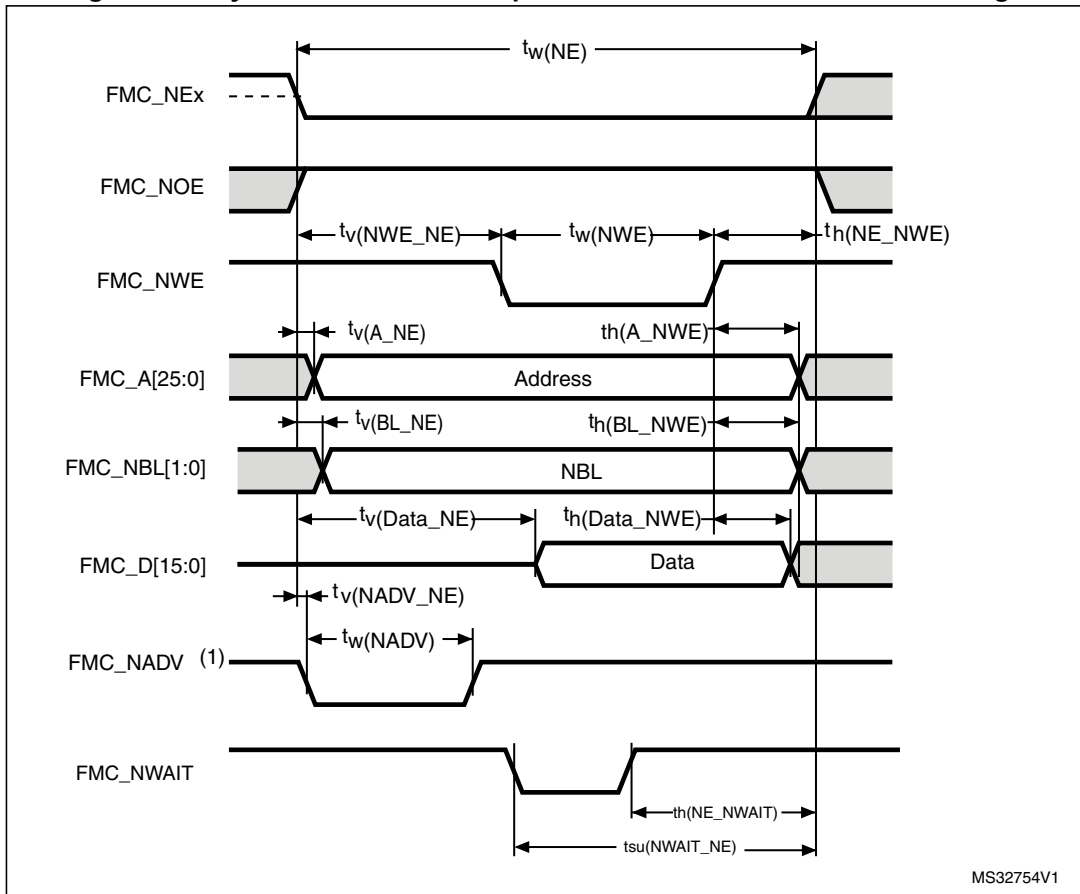 tw(NE)
FMC_NEx
FMC_NOE
tv(NWE_NE) tw(NWE) th(NE_NWE)
FMC_NWE
tv(A_NE) th(A_NWE)
FMC_A[25:0] Address
tv(BL_NE) th(BL_NWE)
FMC_NBL[1:0] NBL
tv(Data_NE) th(Data_NWE)
FMC_D[15:0] Data
tv(NADV_NE)
tw(NADV)
FMC_NADV (1)
FMC_NWAIT
th(NE_NWAIT)
tsu(NWAIT_NE)
MS32754V1